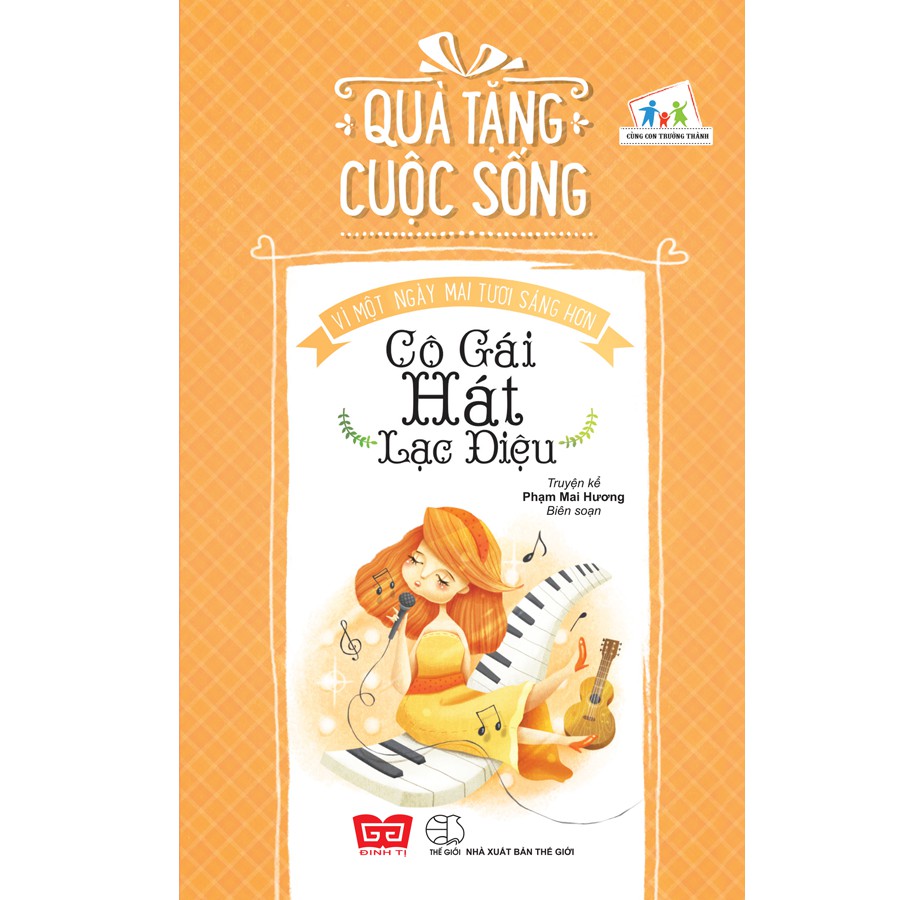 QUÀ TẶNG
CUỘC SỐNG
CÙNG CON TRƯỞNG THÀNH
VÌ MỘT NGÀY MAI TƯƠI SÁNG HƠN
Cô Gái
Hát
Lạc Điệu
Truyện kể
Phạm Mai Hương
Biên soạn
ĐINH TỊ
THẾ GIỚI NHÀ XUẤT BẢN THẾ GIỚI